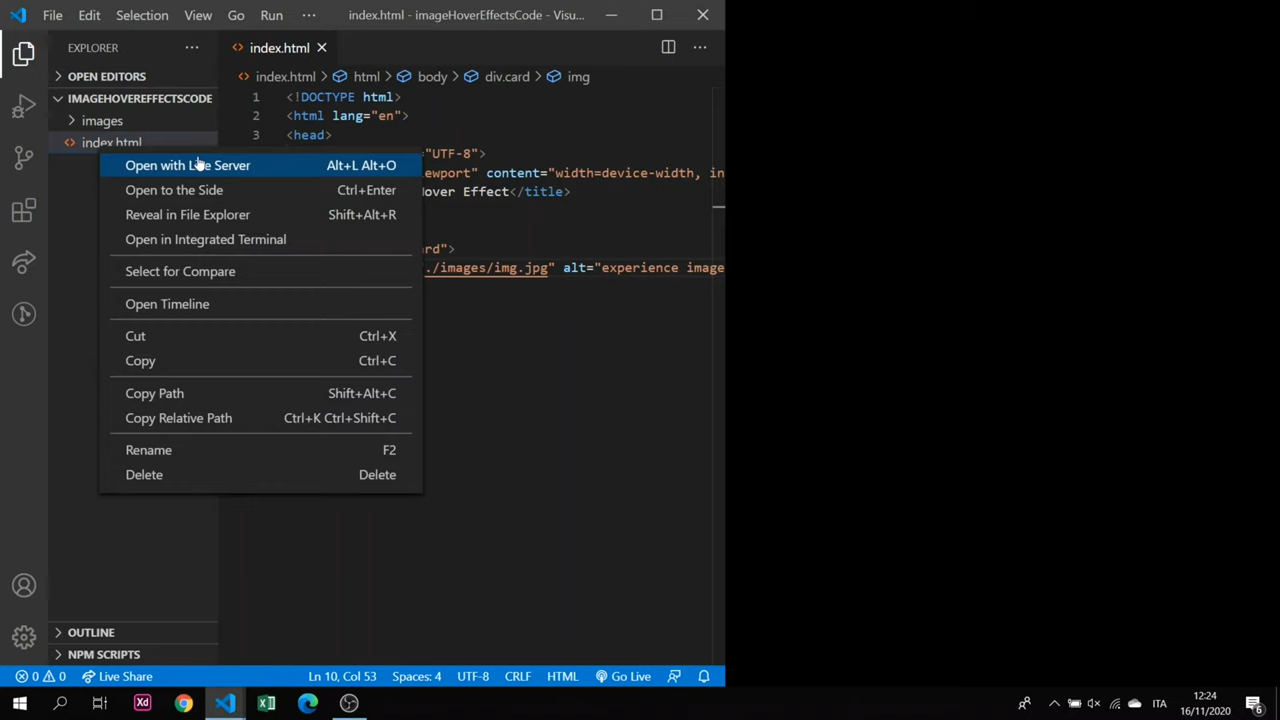 File Edit Selection View Go Run ··· index.html - imageHoverEffectsCode - Visu...
EXPLORER ···
index.html
OPEN EDITORS
index.html html body div.card img
IMAGEHOVEREFFECTSCODE
images
index.html
1 <!DOCTYPE html>
2 <html lang="en">
3 <head>
="UTF-8">
ewport" content="width=device-width, in
over Effect</title>
rd">
./images/img.jpg" alt="experience image
Open with Live Server Alt+L Alt+O
Open to the Side Ctrl+Enter
Reveal in File Explorer Shift+Alt+R
Open in Integrated Terminal
Select for Compare
Open Timeline
Cut Ctrl+X
Copy Ctrl+C
Copy Path Shift+Alt+C
Copy Relative Path Ctrl+K Ctrl+Shift+C
Rename F2
Delete Delete
OUTLINE
NPM SCRIPTS
0 0 Live Share Ln 10, Col 53 Spaces: 4 UTF-8 CRLF HTML Go Live
Xd
ITA
12:24
16/11/2020
6